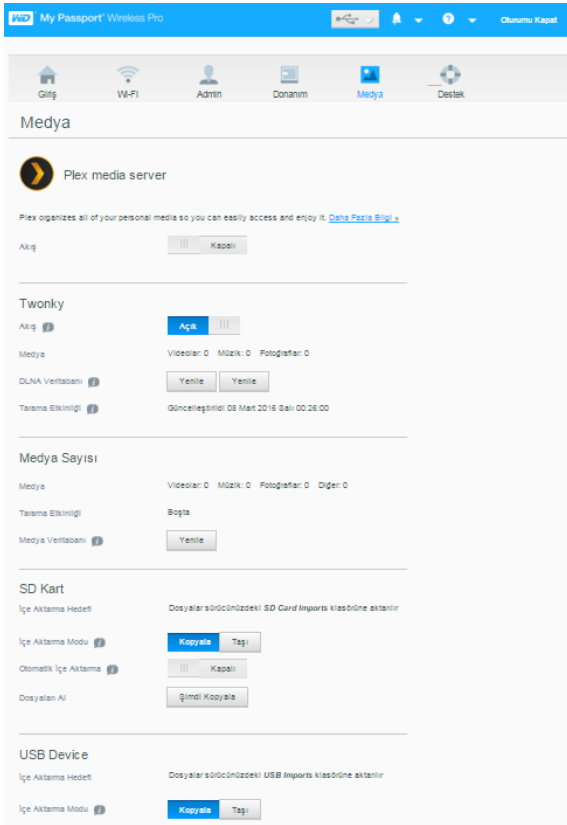 WD My Passport® Wireless Pro Oturumu Kapat
Giriş Wi-Fi Admin Donanım Medya Destek
Medya
Plex media server
Plex organizes all of your personal media so you can easily access and enjoy it. Daha Fazla Bilgi »
Akış Kapalı
Twonky
Akış Açık
Medya Videolar: 0 Müzik: 0 Fotoğraflar: 0
DLNA Veritabanı Yenile Yenile
Tarama Etkinliği Güncelleştirildi 08 Mart 2016 Salı 00:26:00
Medya Sayısı
Medya Videolar: 0 Müzik: 0 Fotoğraflar: 0 Diğer: 0
Tarama Etkinliği Boşta
Medya Veritabanı Yenile
SD Kart
İçe Aktarma Hedefi Dosyalar sürücünüzdeki SD Card Imports klasörüne aktarılır
İçe Aktarma Modu Kopyala Taşı
Otomatik İçe Aktarma Kapalı
Dosyaları Al Şimdi Kopyala
USB Device
İçe Aktarma Hedefi Dosyalar sürücünüzdeki USB Imports klasörüne aktarılır
İçe Aktarma Modu Kopyala Taşı